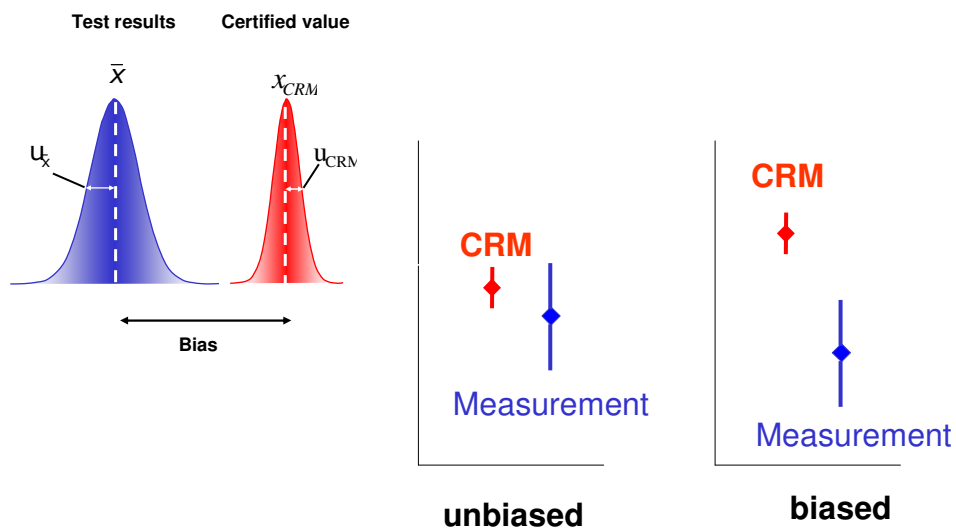 Test results
Certified value
x̄
x_CRM
u_x̄
u_CRM
Bias
CRM
Measurement
unbiased
CRM
Measurement
biased